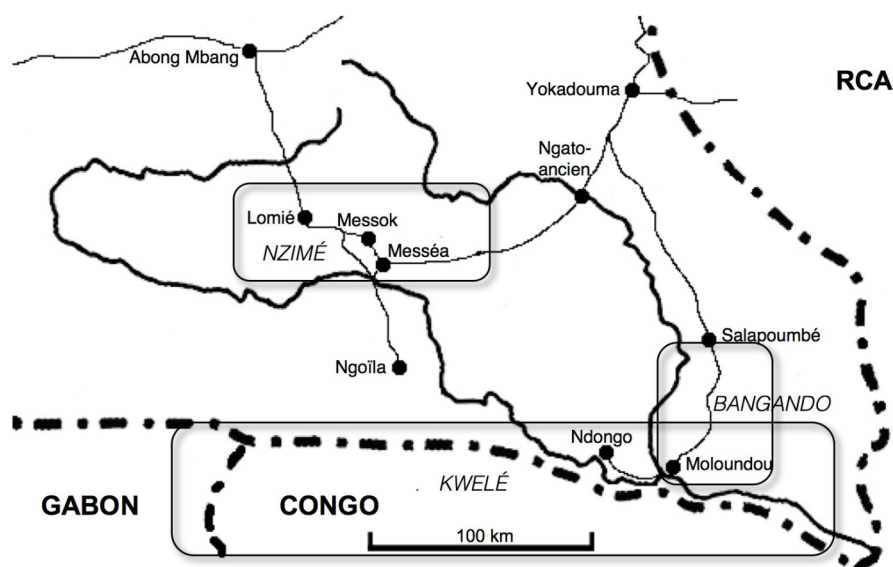 Abong Mbang
Yokadouma
RCA
Ngato-
ancien
Lomié
Messok
NZIMÉ
Messéa
Salapoumbé
Ngoïla
BANGANDO
Ndongo
Moloundou
KWELÉ
GABON
CONGO
100 km